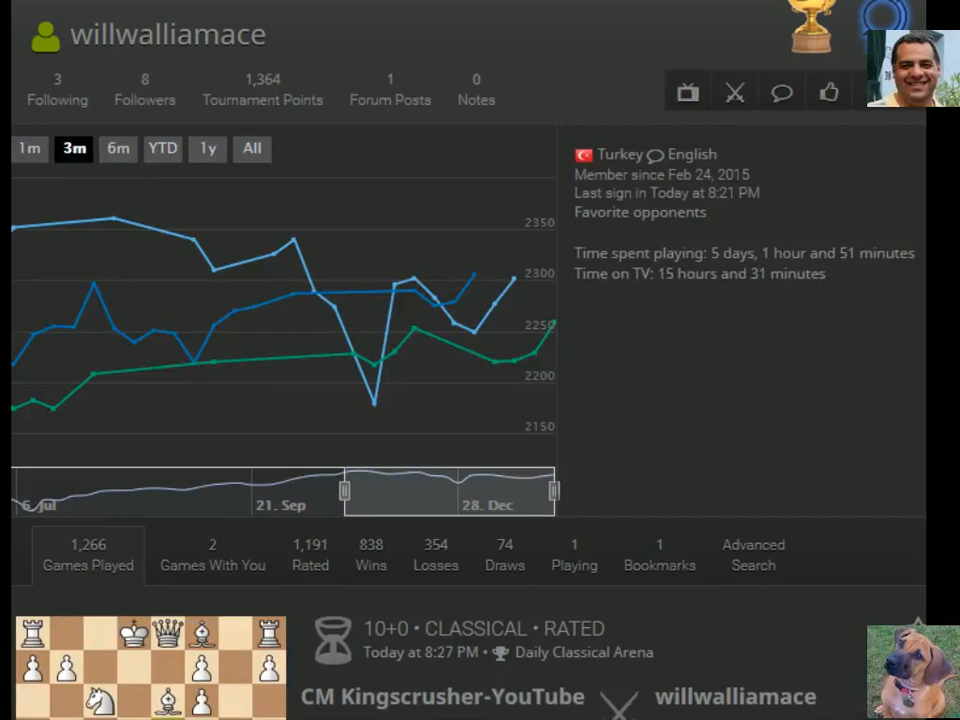 willwalliamace
3 8 1,364 1 0
Following Followers Tournament Points Forum Posts Notes
1m 3m 6m YTD 1y All
Turkey English
Member since Feb 24, 2015
Last sign in Today at 8:21 PM
Favorite opponents
Time spent playing: 5 days, 1 hour and 51 minutes
Time on TV: 15 hours and 31 minutes
2350
2300
2250
2200
2150
6. Jul 21. Sep 28. Dec
1,266 2 1,191 838 354 74 1 1 Advanced
Games Played Games With You Rated Wins Losses Draws Playing Bookmarks Search
10+0 • CLASSICAL • RATED
Today at 8:27 PM • Daily Classical Arena
CM Kingscrusher-YouTube willwalliamace